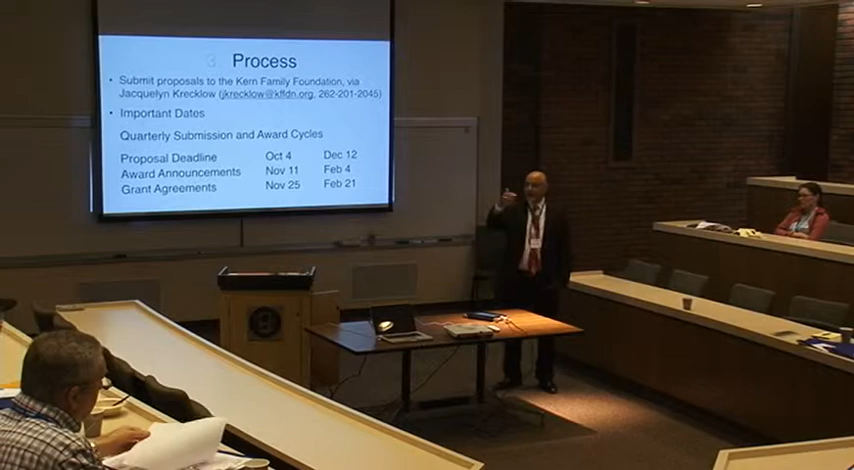 3. Process
• Submit proposals to the Kern Family Foundation, via
Jacquelyn Krecklow (jkrecklow@kffdn.org, 262-201-2045)
• Important Dates
Quarterly Submission and Award Cycles
Proposal Deadline Oct 4 Dec 12
Award Announcements Nov 11 Feb 4
Grant Agreements Nov 25 Feb 21